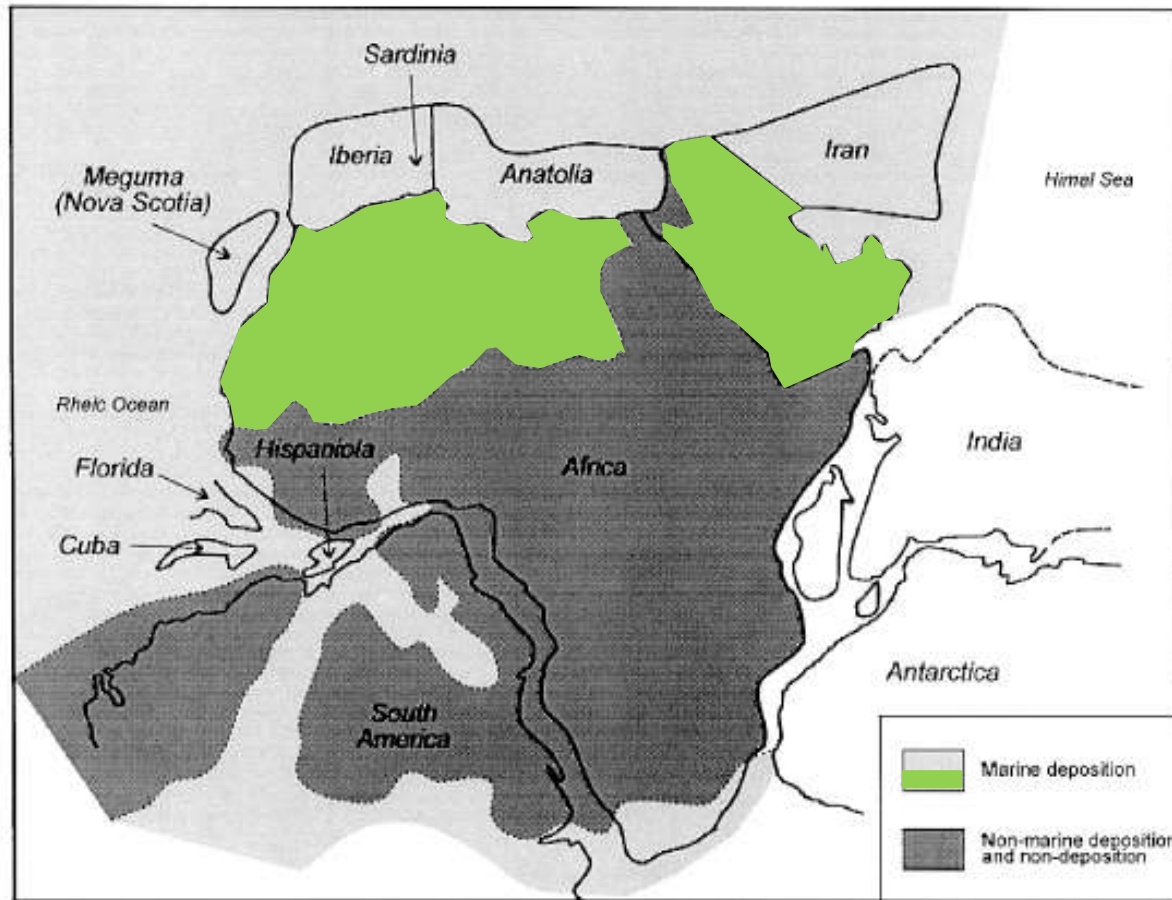 Sardinia
Iberia
Anatolia
Iran
Meguma
(Nova Scotia)
Himal Sea
Rheic Ocean
Hispaniola
Africa
India
Florida
Cuba
Antarctica
South
America
Marine deposition
Non-marine deposition
and non-deposition